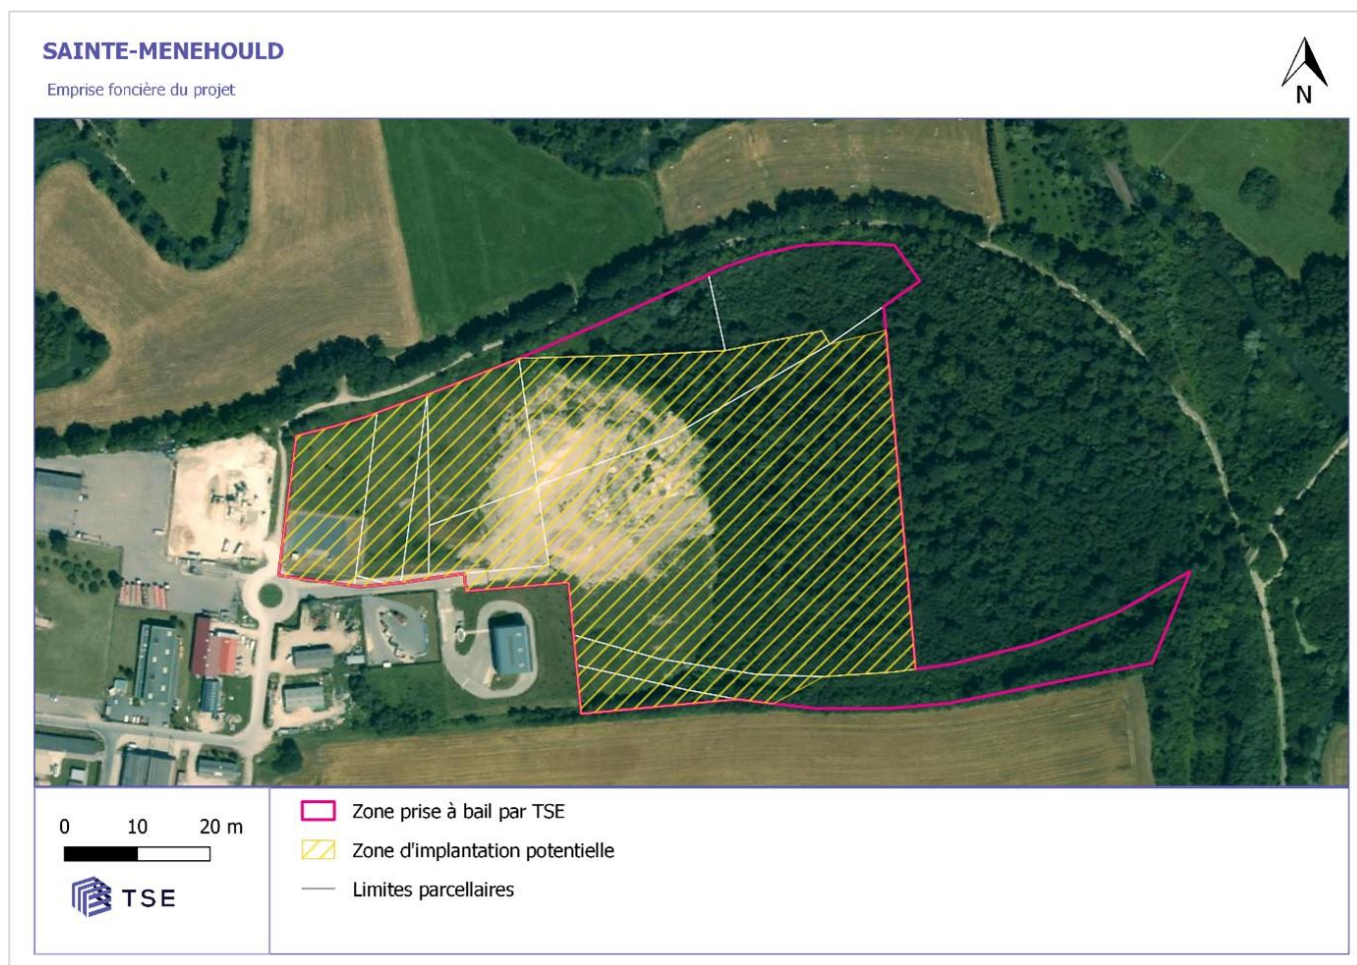 SAINTE-MENEHOULD
Emprise foncière du projet
N
0 10 20 m
TSE
Zone prise à bail par TSE
Zone d'implantation potentielle
Limites parcellaires